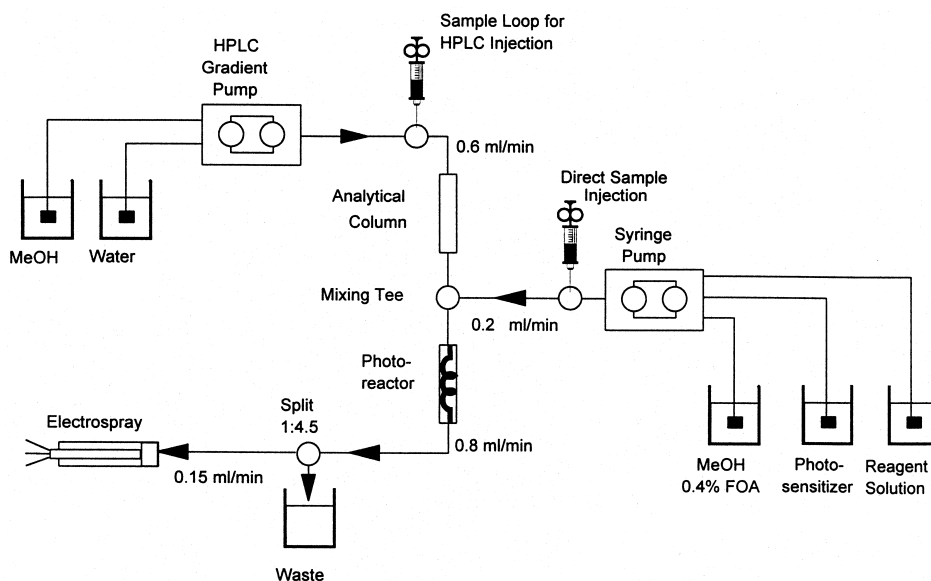 Sample Loop for
HPLC Injection
HPLC
Gradient
Pump
0.6 ml/min
Analytical
Column
Direct Sample
Injection
Syringe
Pump
MeOH
Water
Mixing Tee
0.2 ml/min
Photo-
reactor
Electrospray
Split
1:4.5
0.8 ml/min
0.15 ml/min
MeOH
0.4% FOA
Photo-
sensitizer
Reagent
Solution
Waste